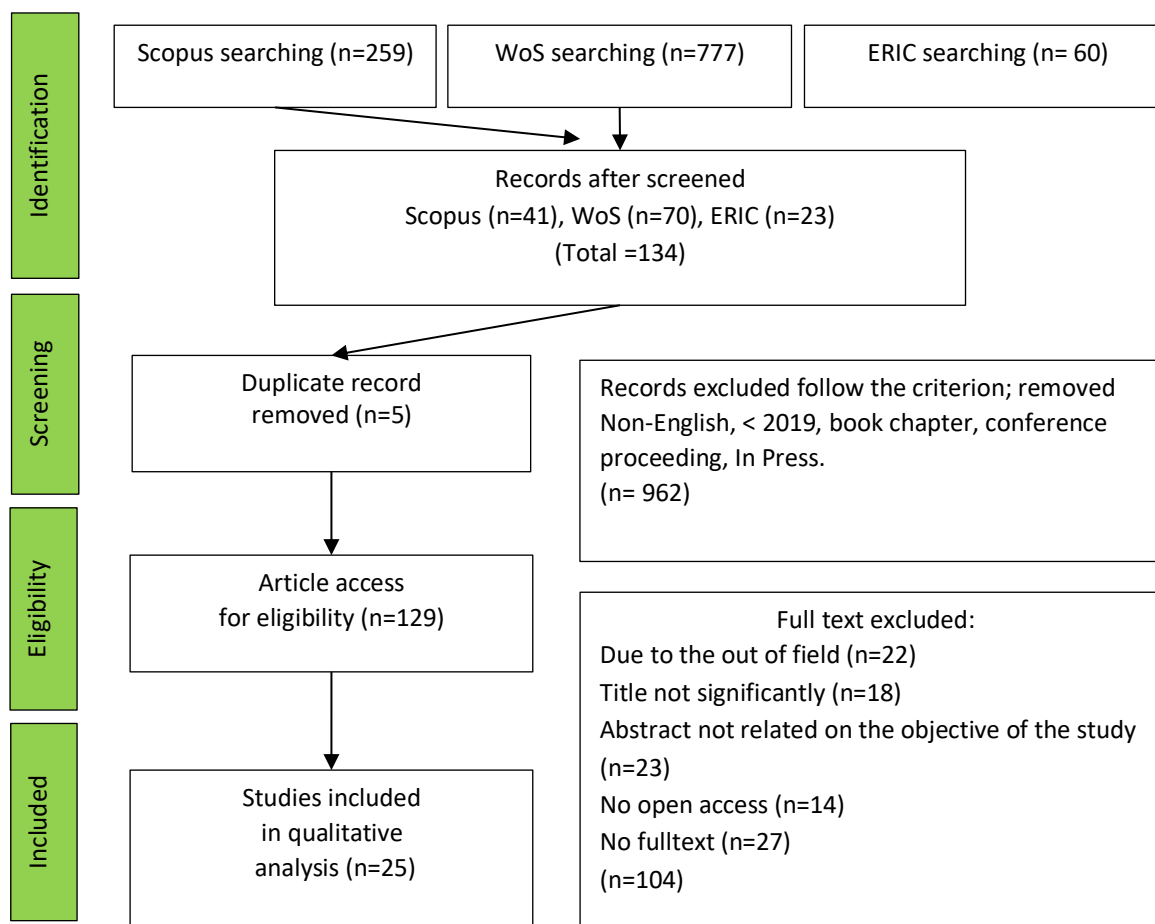 Identification
Scopus searching (n=259)
WoS searching (n=777)
ERIC searching (n= 60)
Records after screened
Scopus (n=41), WoS (n=70), ERIC (n=23)
(Total =134)
Screening
Duplicate record
removed (n=5)
Records excluded follow the criterion; removed
Non-English, < 2019, book chapter, conference
proceeding, In Press.
(n= 962)
Eligibility
Article access
for eligibility (n=129)
Full text excluded:
Due to the out of field (n=22)
Title not significantly (n=18)
Abstract not related on the objective of the study
(n=23)
No open access (n=14)
No fulltext (n=27)
(n=104)
Included
Studies included
in qualitative
analysis (n=25)